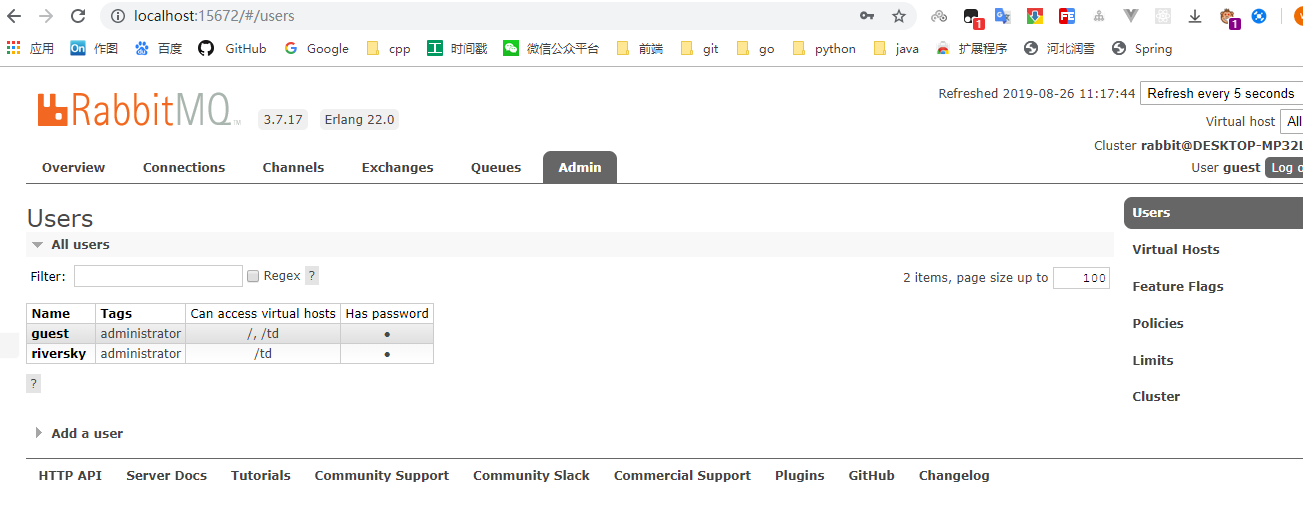 localhost:15672/#/users
1
1
应用 On 作图 百度 GitHub Google cpp 时间戳 微信公众平台 前端 git go python java 扩展程序 河北润雪 Spring
RabbitMQ TM 3.7.17 Erlang 22.0
Refreshed 2019-08-26 11:17:44 Refresh every 5 seconds
Virtual host All
Cluster rabbit@DESKTOP-MP32L
User guest Log o
Overview Connections Channels Exchanges Queues Admin
Users
All users
Filter: Regex ?
2 items, page size up to 100
Name Tags Can access virtual hosts Has password
guest administrator /, /td ●
riversky administrator /td ●
?
Add a user
Users
Virtual Hosts
Feature Flags
Policies
Limits
Cluster
HTTP API Server Docs Tutorials Community Support Community Slack Commercial Support Plugins GitHub Changelog